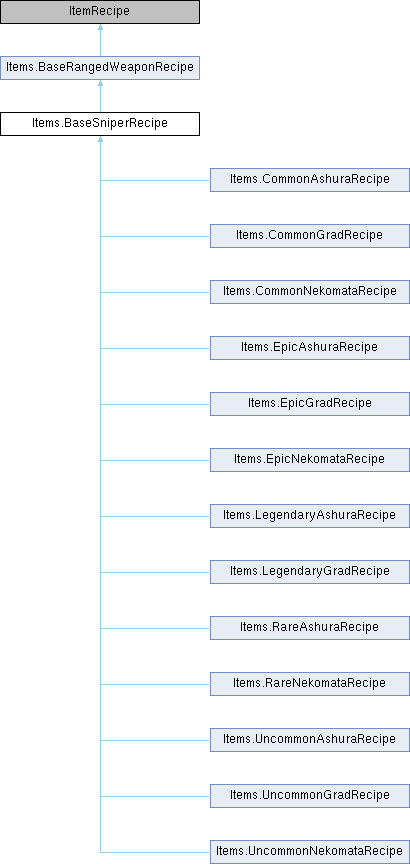 ItemRecipe
Items.BaseRangedWeaponRecipe
Items.BaseSniperRecipe
Items.CommonAshuraRecipe
Items.CommonGradRecipe
Items.CommonNekomataRecipe
Items.EpicAshuraRecipe
Items.EpicGradRecipe
Items.EpicNekomataRecipe
Items.LegendaryAshuraRecipe
Items.LegendaryGradRecipe
Items.RareAshuraRecipe
Items.RareNekomataRecipe
Items.UncommonAshuraRecipe
Items.UncommonGradRecipe
Items.UncommonNekomataRecipe